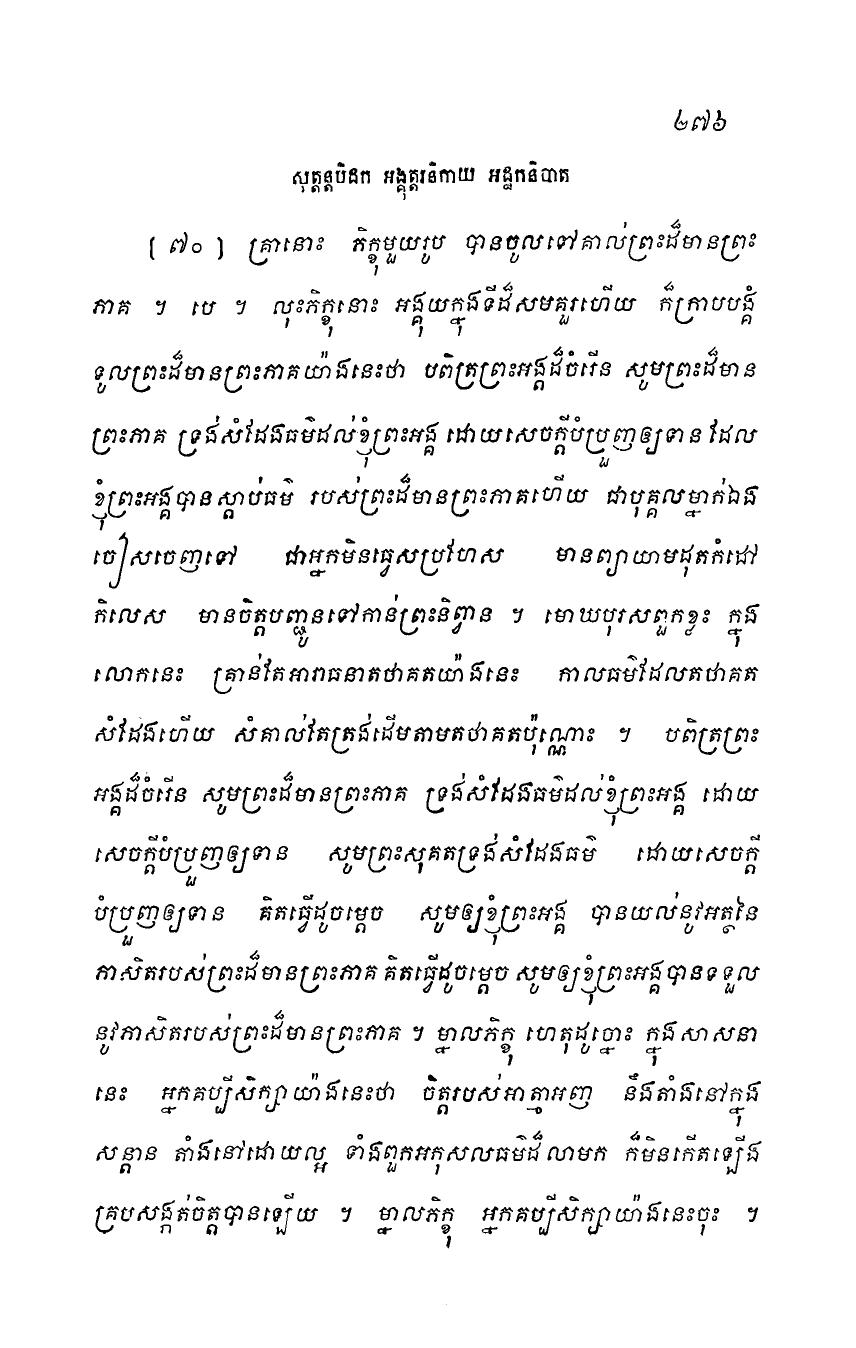 ២៧៦
សុត្តន្តបិដក អង្គុត្តរនិកាយ អដ្ឋកនិបាត
[ ៧០ ] គ្រានោះ ភិក្ខុមួយរូប បានចូលទៅគាល់ព្រះដ៏មានព្រះ
ភាគ ។ បេ ។ លុះភិក្ខុនោះ អង្គុយក្នុងទីដ៏សមគួរហើយ ក៏ក្រាបបង្គំ
ទូលព្រះដ៏មានព្រះភាគយ៉ាងនេះថា បពិត្រព្រះអង្គដ៏ចំរើន សូមព្រះដ៏មាន
ព្រះភាគ ទ្រង់សំដែងធម៌ដល់ខ្ញុំព្រះអង្គ ដោយសេចក្តីបំប្រួញឲ្យទាន ដែល
ខ្ញុំព្រះអង្គបានស្តាប់ធម៌ របស់ព្រះដ៏មានព្រះភាគហើយ ជាបុគ្គលម្នាក់ឯង
ចៀសចេញទៅ ជាអ្នកមិនធ្វេសប្រហែស មានព្យាយាមដុតកំដៅ
កិលេស មានចិត្តបញ្ជូនទៅកាន់ព្រះនិព្វាន ។ មោឃបុរសពួកខ្លះ ក្នុង
លោកនេះ គ្រាន់តែអារាធនាតថាគតយ៉ាងនេះ កាលធម៌ដែលតថាគត
សំដែងហើយ សំគាល់តែត្រង់ដើមតាមតថាគតប៉ុណ្ណោះ ។ បពិត្រព្រះ
អង្គដ៏ចំរើន សូមព្រះដ៏មានព្រះភាគ ទ្រង់សំដែងធម៌ដល់ខ្ញុំព្រះអង្គ ដោយ
សេចក្តីបំប្រួញឲ្យទាន សូមព្រះសុគតទ្រង់សំដែងធម៌ ដោយសេចក្តី
បំប្រួញឲ្យទាន គិតធ្វើដូចម្តេច សូមឲ្យខ្ញុំព្រះអង្គ បានយល់នូវអត្ថនៃ
ភាសិតរបស់ព្រះដ៏មានព្រះភាគ គិតធ្វើដូចម្តេច សូមឲ្យខ្ញុំព្រះអង្គបានទទួល
នូវភាសិតរបស់ព្រះដ៏មានព្រះភាគ ។ ម្នាលភិក្ខុ ហេតុដូច្នោះ ក្នុងសាសនា
នេះ អ្នកគប្បីសិក្សាយ៉ាងនេះថា ចិត្តរបស់អាត្មាអញ នឹងតាំងនៅក្នុង
សន្តាន តាំងនៅដោយល្អ ទាំងពួកអកុសលធម៌ដ៏លាមក ក៏មិនកើតឡើង
គ្របសង្កត់ចិត្តបានឡើយ ។ ម្នាលភិក្ខុ អ្នកគប្បីសិក្សាយ៉ាងនេះចុះ ។